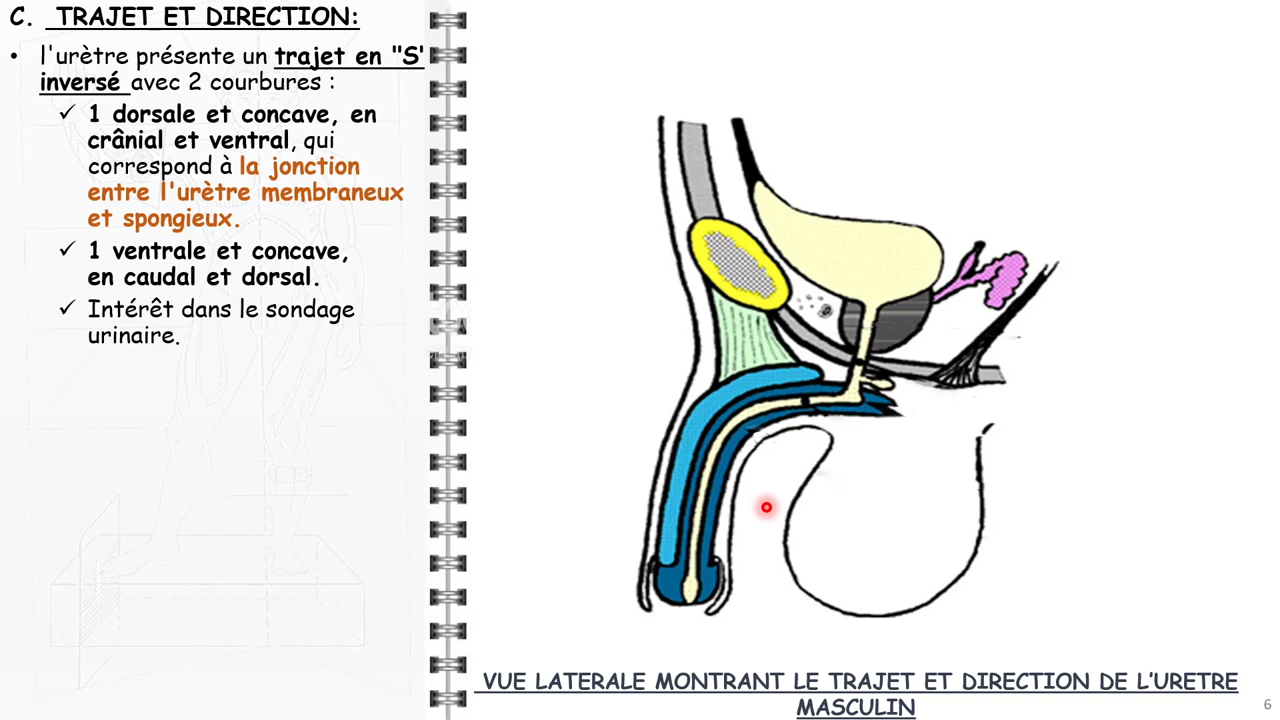 C. TRAJET ET DIRECTION:
• l'urètre présente un trajet en "S"
inversé avec 2 courbures :
✓ 1 dorsale et concave, en
crânial et ventral, qui
correspond à la jonction
entre l'urètre membraneux
et spongieux.
✓ 1 ventrale et concave,
en caudal et dorsal.
✓ Intérêt dans le sondage
urinaire.
VUE LATERALE MONTRANT LE TRAJET ET DIRECTION DE L'URETRE
MASCULIN
6